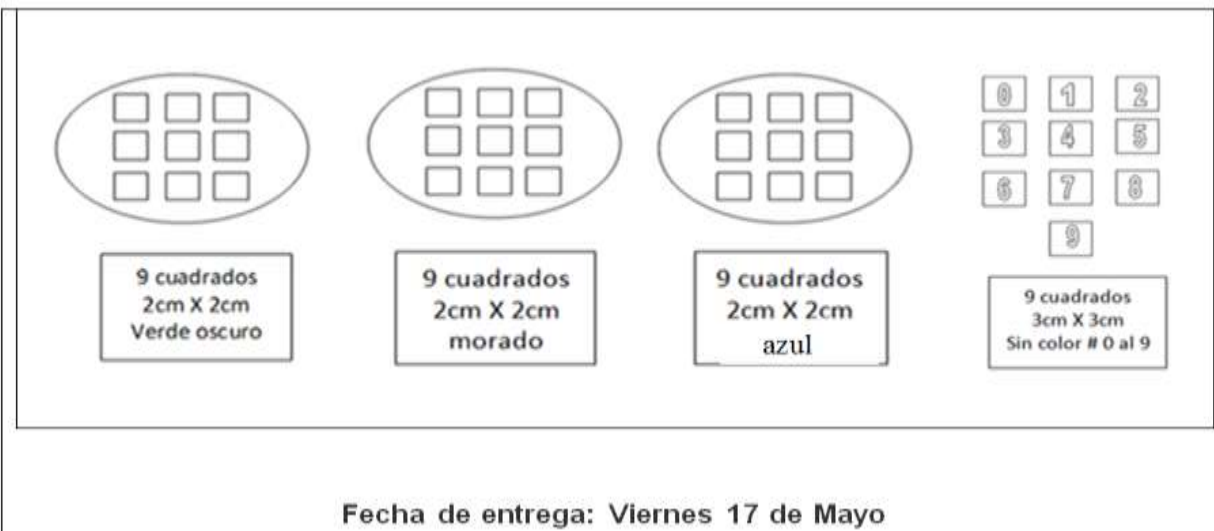 0 1 2
3 4 5
6 7 8
9
9 cuadrados
2cm X 2cm
Verde oscuro
9 cuadrados
2cm X 2cm
morado
9 cuadrados
2cm X 2cm
azul
9 cuadrados
3cm X 3cm
Sin color # 0 al 9
Fecha de entrega: Viernes 17 de Mayo